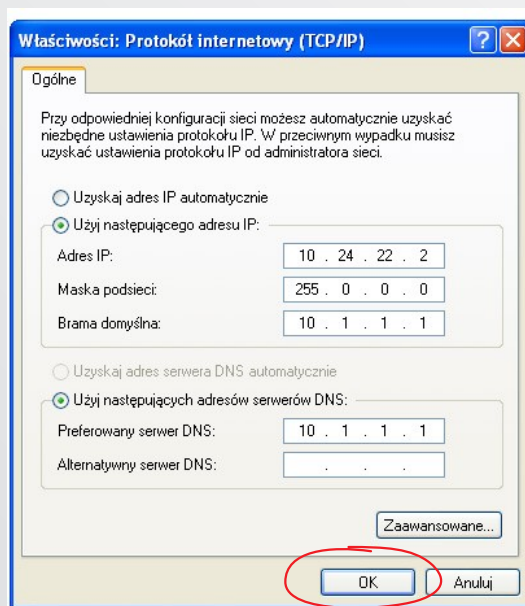 Właściwości: Protokół internetowy (TCP/IP)
Ogólne
Przy odpowiedniej konfiguracji sieci możesz automatycznie uzyskać
niezbędne ustawienia protokołu IP. W przeciwnym wypadku musisz
uzyskać ustawienia protokołu IP od administratora sieci.
Uzyskaj adres IP automatycznie
Użyj następującego adresu IP:
Adres IP: 10 . 24 . 22 . 2
Maska podsieci: 255 . 0 . 0 . 0
Brama domyślna: 10 . 1 . 1 . 1
Uzyskaj adres serwera DNS automatycznie
Użyj następujących adresów serwerów DNS:
Preferowany serwer DNS: 10 . 1 . 1 . 1
Alternatywny serwer DNS: . . .
Zaawansowane...
OK Anuluj